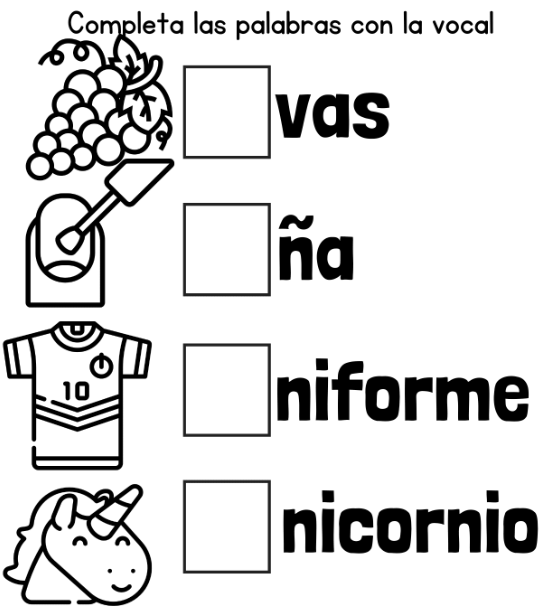 Completa las palabras con la vocal
vas
ña
10
niforme
nicornio